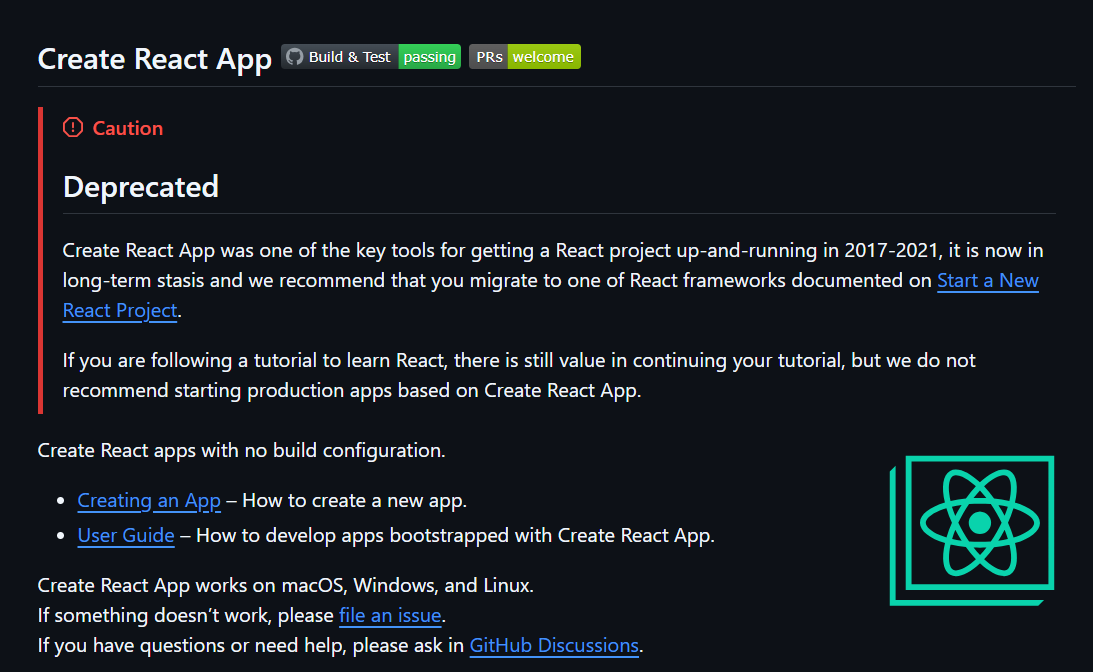 Create React App Build & Test passing PRs welcome
Caution
Deprecated
Create React App was one of the key tools for getting a React project up-and-running in 2017-2021, it is now in
long-term stasis and we recommend that you migrate to one of React frameworks documented on Start a New
React Project.
If you are following a tutorial to learn React, there is still value in continuing your tutorial, but we do not
recommend starting production apps based on Create React App.
Create React apps with no build configuration.
• Creating an App – How to create a new app.
• User Guide – How to develop apps bootstrapped with Create React App.
Create React App works on macOS, Windows, and Linux.
If something doesn’t work, please file an issue.
If you have questions or need help, please ask in GitHub Discussions.